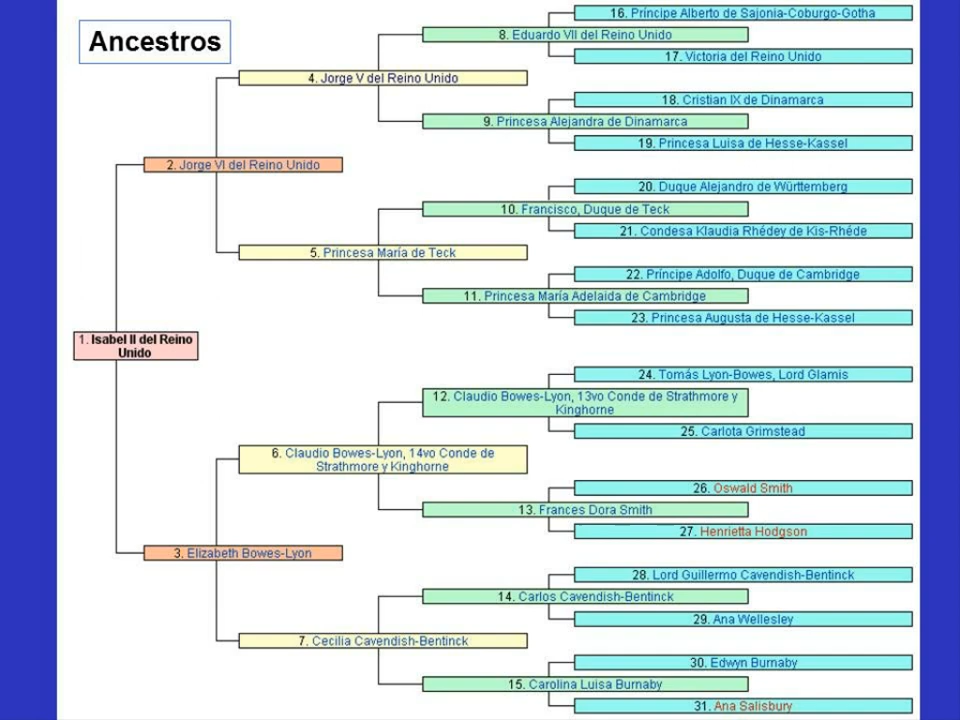 Ancestros
16. Príncipe Alberto de Sajonia-Coburgo-Gotha
8. Eduardo VII del Reino Unido
17. Victoria del Reino Unido
4. Jorge V del Reino Unido
18. Cristian IX de Dinamarca
9. Princesa Alejandra de Dinamarca
19. Princesa Luisa de Hesse-Kassel
2. Jorge VI del Reino Unido
20. Duque Alejandro de Württemberg
10. Francisco, Duque de Teck
21. Condesa Klaudia Rhédey de Kis-Rhéde
5. Princesa María de Teck
22. Príncipe Adolfo, Duque de Cambridge
11. Princesa María Adelaida de Cambridge
23. Princesa Augusta de Hesse-Kassel
1. Isabel II del Reino
Unido
24. Tomás Lyon-Bowes, Lord Glamis
12. Claudio Bowes-Lyon, 13vo Conde de Strathmore y
Kinghorne
25. Carlota Grimstead
6. Claudio Bowes-Lyon, 14vo Conde de
Strathmore y Kinghorne
26. Oswald Smith
13. Frances Dora Smith
27. Henrietta Hodgson
3. Elizabeth Bowes-Lyon
28. Lord Guillermo Cavendish-Bentinck
14. Carlos Cavendish-Bentinck
29. Ana Wellesley
7. Cecilia Cavendish-Bentinck
30. Edwyn Burnaby
15. Carolina Luisa Burnaby
31. Ana Salisbury